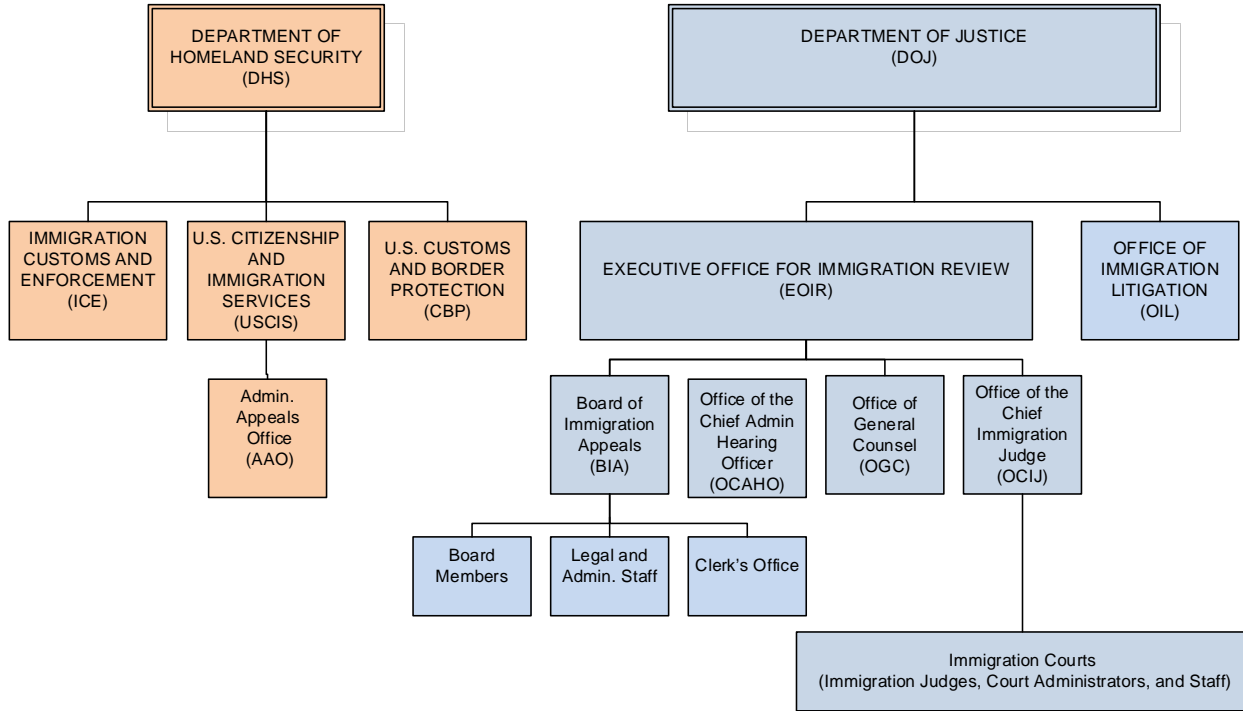 DEPARTMENT OF
HOMELAND SECURITY
(DHS)
DEPARTMENT OF JUSTICE
(DOJ)
IMMIGRATION
CUSTOMS AND
ENFORCEMENT
(ICE)
U.S. CITIZENSHIP
AND
IMMIGRATION
SERVICES
(USCIS)
U.S. CUSTOMS
AND BORDER
PROTECTION
(CBP)
EXECUTIVE OFFICE FOR IMMIGRATION REVIEW
(EOIR)
OFFICE OF
IMMIGRATION
LITIGATION
(OIL)
Admin.
Appeals
Office
(AAO)
Board of
Immigration
Appeals
(BIA)
Office of the
Chief Admin
Hearing
Officer
(OCAHO)
Office of
General
Counsel
(OGC)
Office of
the Chief
Immigration
Judge
(OCIJ)
Board
Members
Legal and
Admin. Staff
Clerk's Office
Immigration Courts
(Immigration Judges, Court Administrators, and Staff)